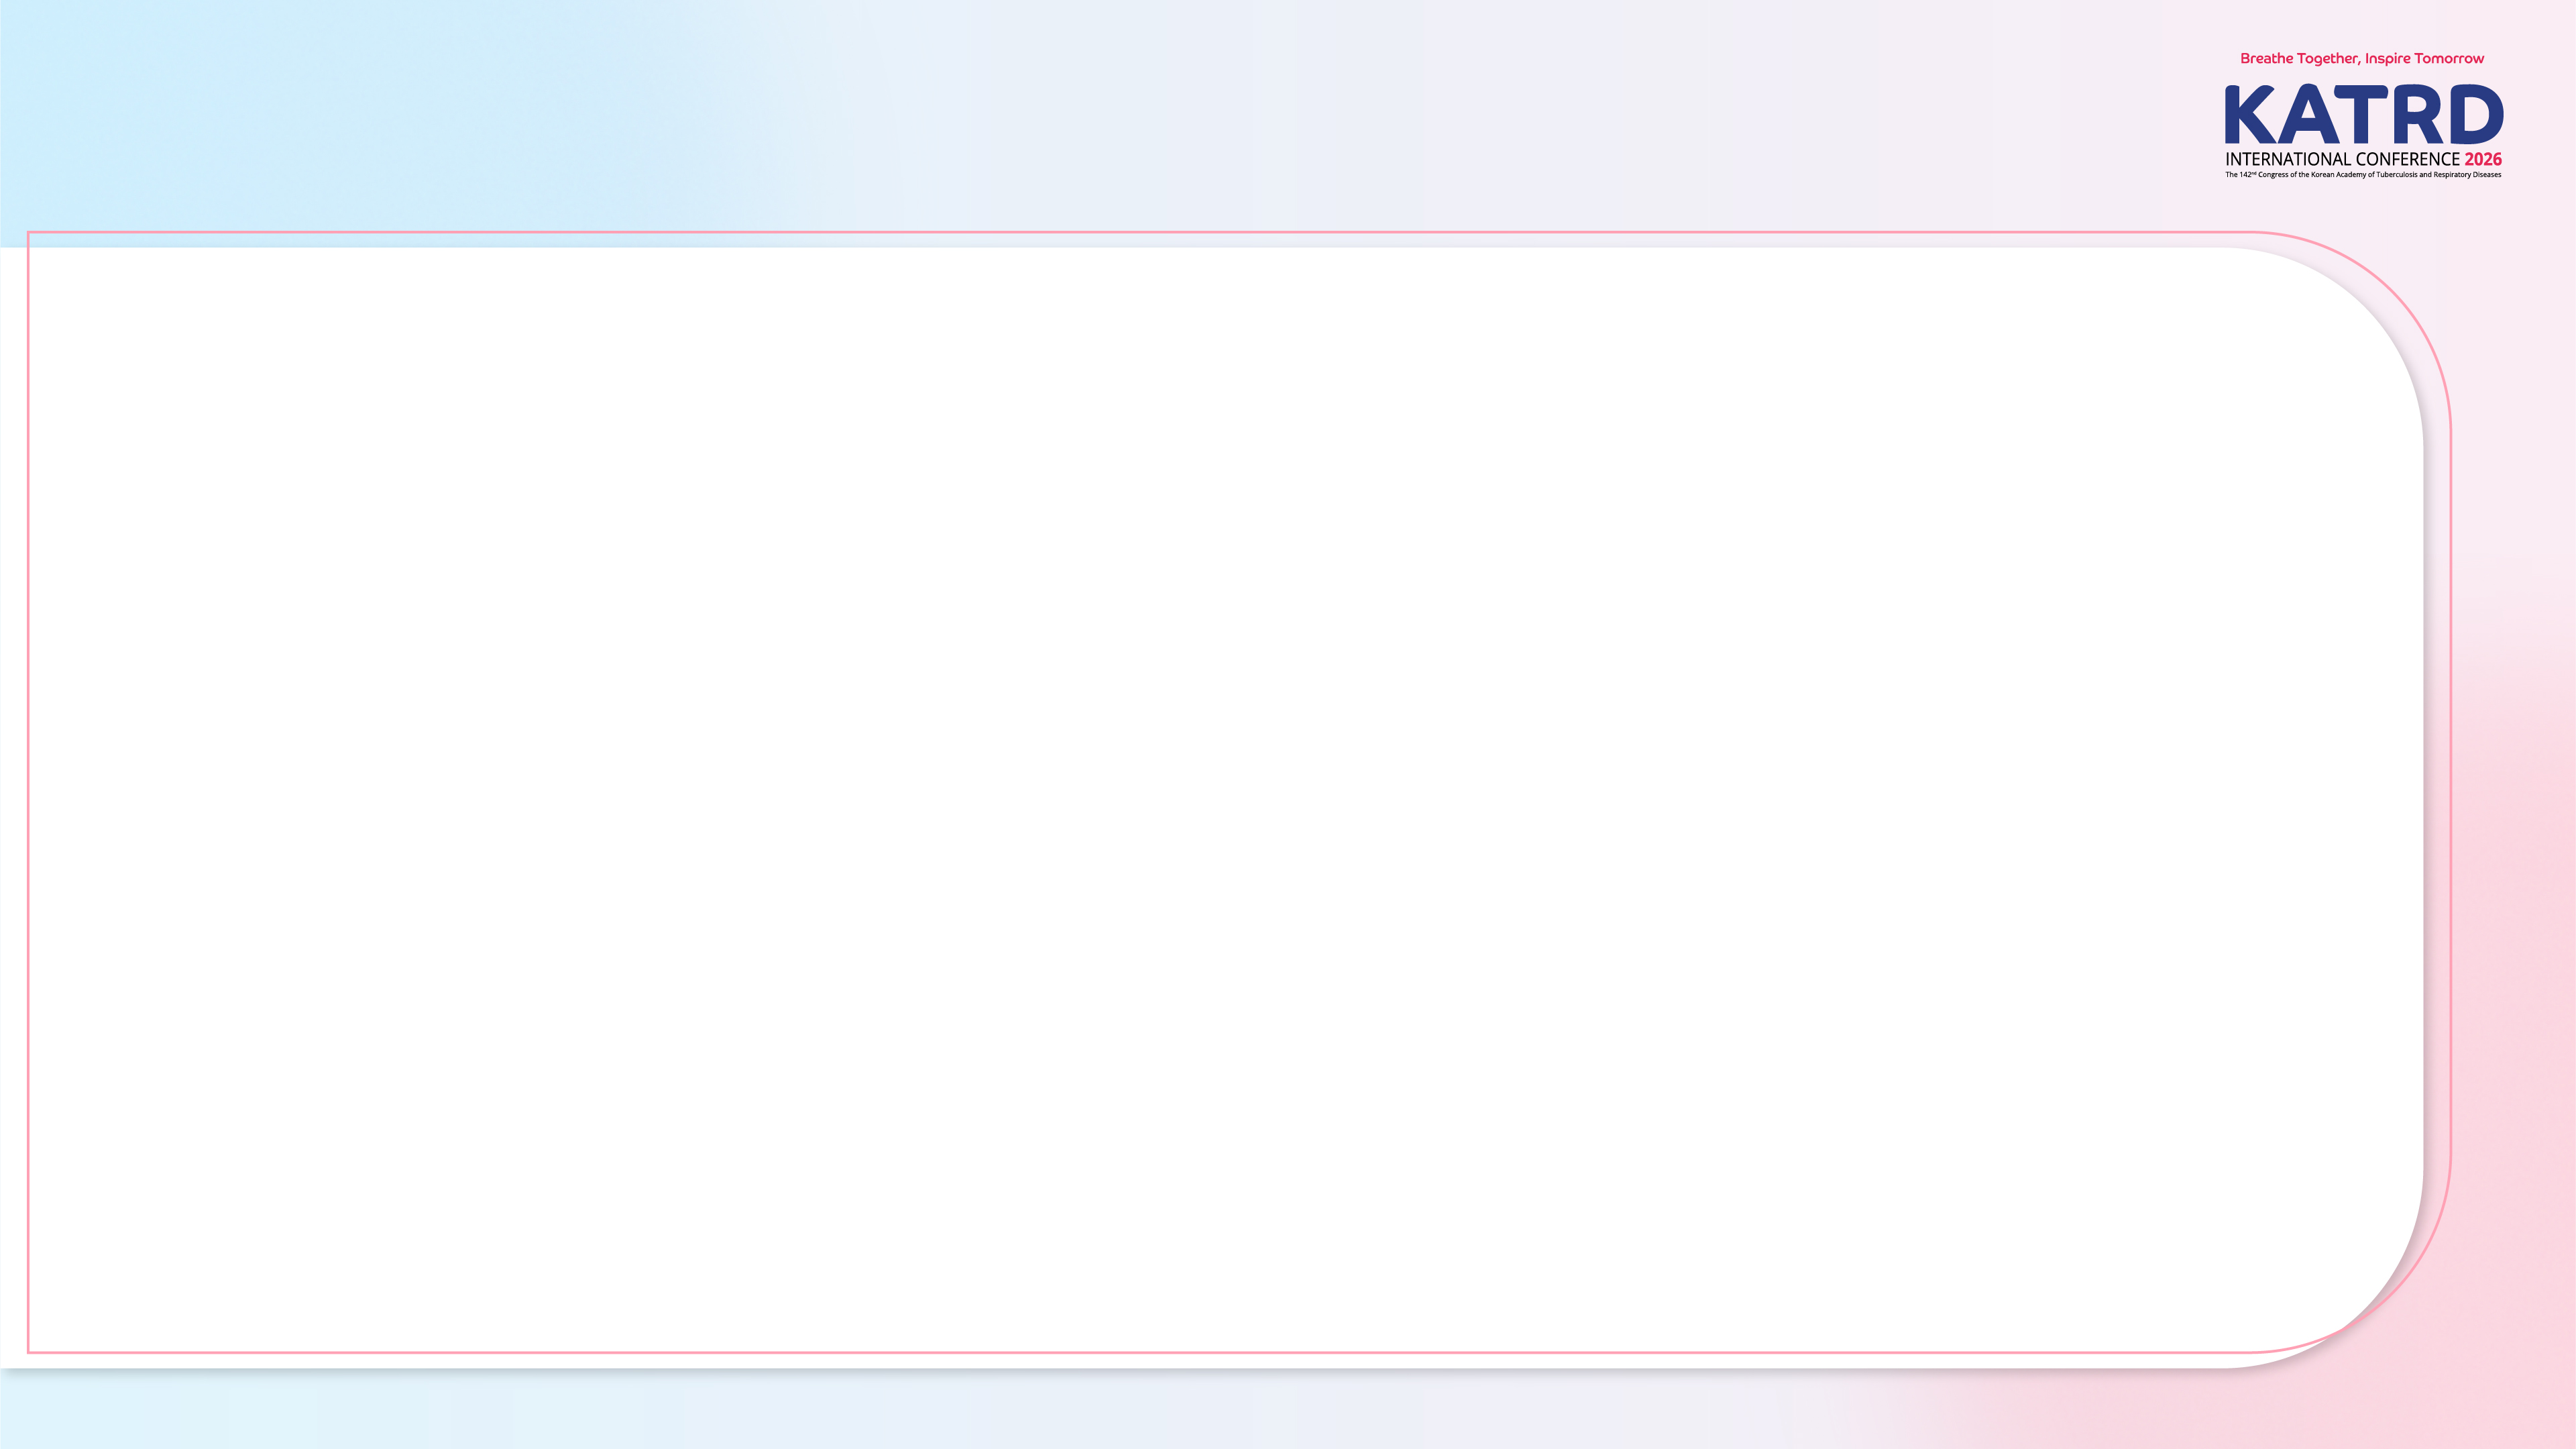 Breathe Together, Inspire Tomorrow
KATRD
INTERNATIONAL CONFERENCE 2026
The 142nd Congress of the Korean Academy of Tuberculosis and Respiratory Diseases